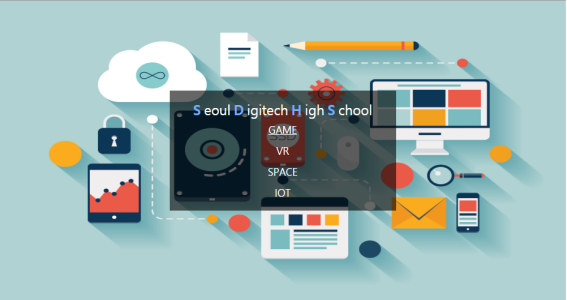 Seoul Digitech High School
GAME
VR
SPACE
IOT